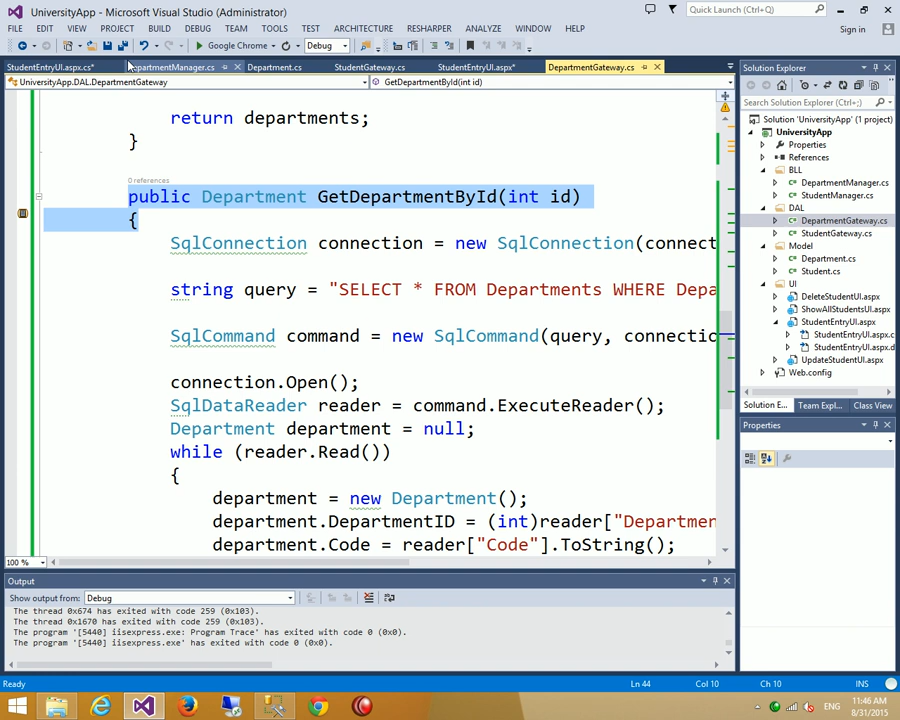 UniversityApp - Microsoft Visual Studio (Administrator)
Quick Launch (Ctrl+;)
FILE EDIT VIEW PROJECT BUILD DEBUG TEAM TOOLS TEST ARCHITECTURE RESHARPER ANALYZE WINDOW HELP
Sign in
Google Chrome Debug
StudentEntryUI.aspx.cs* DepartmentManager.cs Department.cs StudentGateway.cs StudentEntryUI.aspx* DepartmentGateway.cs
UniversityApp.DAL.DepartmentGateway GetDepartmentById(int id)
return departments;
}
0 references
public Department GetDepartmentById(int id)
{
SqlConnection connection = new SqlConnection(connect
string query = "SELECT * FROM Departments WHERE Depa
SqlCommand command = new SqlCommand(query, connectio
connection.Open();
SqlDataReader reader = command.ExecuteReader();
Department department = null;
while (reader.Read())
{
department = new Department();
department.DepartmentID = (int)reader["Departmen
department.Code = reader["Code"].ToString();
100 %
Solution Explorer
Search Solution Explorer (Ctrl+;)
Solution 'UniversityApp' (1 project)
UniversityApp
Properties
References
BLL
DepartmentManager.cs
StudentManager.cs
DAL
DepartmentGateway.cs
StudentGateway.cs
Model
Department.cs
Student.cs
UI
DeleteStudentUI.aspx
ShowAllStudentsUI.aspx
StudentEntryUI.aspx
StudentEntryUI.aspx.c
StudentEntryUI.aspx.d
UpdateStudentUI.aspx
Web.config
Solution E... Team Expl... Class View
Properties
Output
Show output from: Debug
The thread 0x674 has exited with code 259 (0x103).
The thread 0x1670 has exited with code 259 (0x103).
The program '[5440] iisexpress.exe: Program Trace' has exited with code 0 (0x0).
The program '[5440] iisexpress.exe' has exited with code 0 (0x0).
Ready Ln 44 Col 10 Ch 10 INS
ENG
11:46 AM
8/31/2015